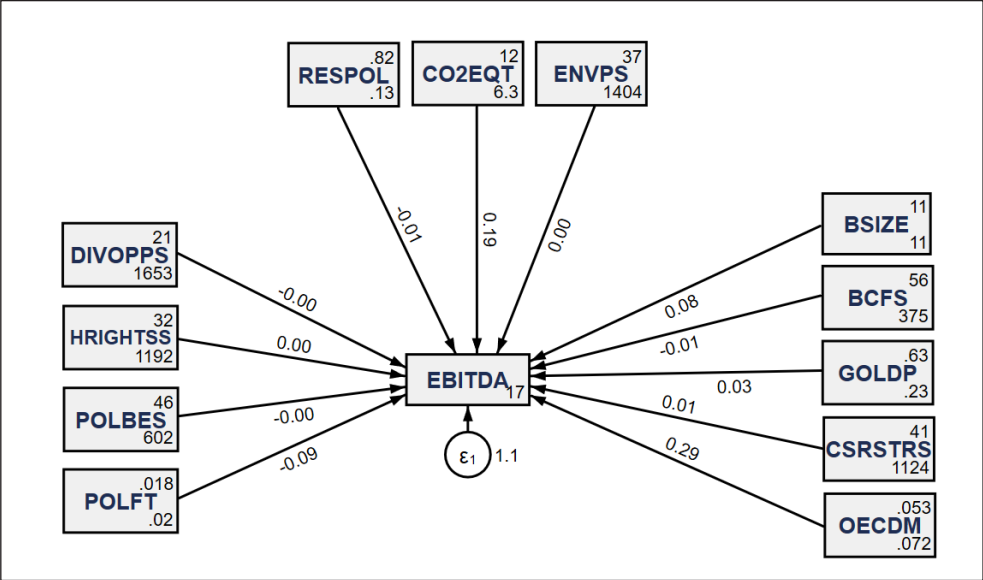 .82
RESPOL
.13
12
CO2EQT
6.3
37
ENVPS
1404
-0.01
0.19
0.00
21
DIVOPPS
1653
32
HRIGHTSS
1192
46
POLBES
602
.018
POLFT
.02
-0.00
0.00
-0.00
-0.09
EBITDA
17
ε1
1.1
11
BSIZE
11
56
BCFS
375
.63
GOLDP
.23
41
CSRSTRS
1124
.053
OECDM
.072
0.08
-0.01
0.03
0.01
0.29